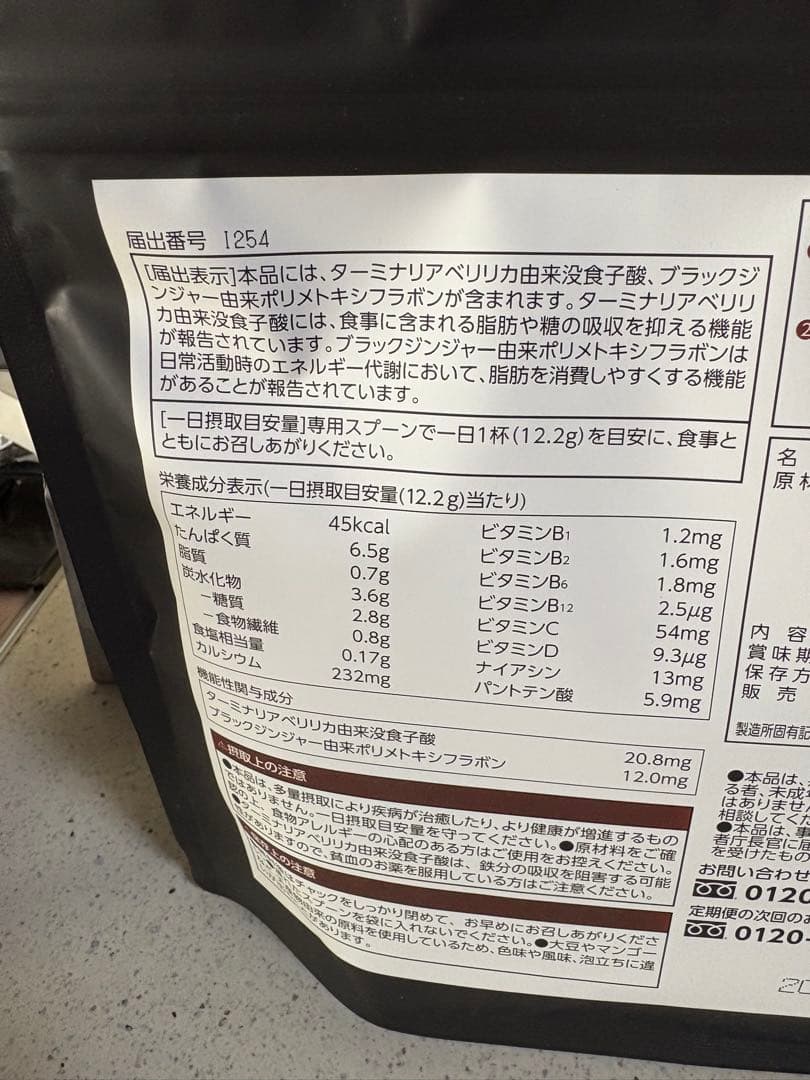 届出番号 I254
[届出表示]本品には、ターミナリアベリリカ由来没食子酸、ブラックジ
ンジャー由来ポリメトキシフラボンが含まれます。ターミナリアベリリ
カ由来没食子酸には、食事に含まれる脂肪や糖の吸収を抑える機能
が報告されています。ブラックジンジャー由来ポリメトキシフラボンは
日常活動時のエネルギー代謝において、脂肪を消費しやすくする機能
があることが報告されています。
[一日摂取目安量]専用スプーンで一日1杯(12.2g)を目安に、食事と
ともにお召しあがりください。
栄養成分表示(一日摂取目安量(12.2g)当たり)
エネルギー 45kcal
たんぱく質 6.5g
脂質 0.7g
炭水化物 3.6g
−糖質 2.8g
−食物繊維 0.8g
食塩相当量 0.17g
カルシウム 232mg
ビタミンB1 1.2mg
ビタミンB2 1.6mg
ビタミンB6 1.8mg
ビタミンB12 2.5μg
ビタミンC 54mg
ビタミンD 9.3μg
ナイアシン 13mg
パントテン酸 5.9mg
機能性関与成分
ターミナリアベリリカ由来没食子酸 20.8mg
ブラックジンジャー由来ポリメトキシフラボン 12.0mg
⚠摂取上の注意
●本品は、多量摂取により疾病が治癒したり、より健康が増進するもの
ではありません。一日摂取目安量を守ってください。●原材料をご確
認の上、食物アレルギーの心配のある方はご使用をお控えください。
●ターミナリアベリリカ由来没食子酸は、鉄分の吸収を阻害する可能
性がありますので、貧血のお薬を服用している方はご注意ください。
上の注意
はチャックをしっかり閉めて、お早めにお召しあがりくださ
スプーンを袋に入れないでください。●大豆やマンゴー
由来の原料を使用しているため、色味や風味、泡立ちに違
があります。
2
名
原材
内 容
賞味期
保存方
販 売
製造所固有記
●本品は、
る者、未成
はありませ
相談してくだ
●本品は、事
者庁長官に届
を受けたもの
お問い合わせ
0120
定期便の次回のお
0120-
20